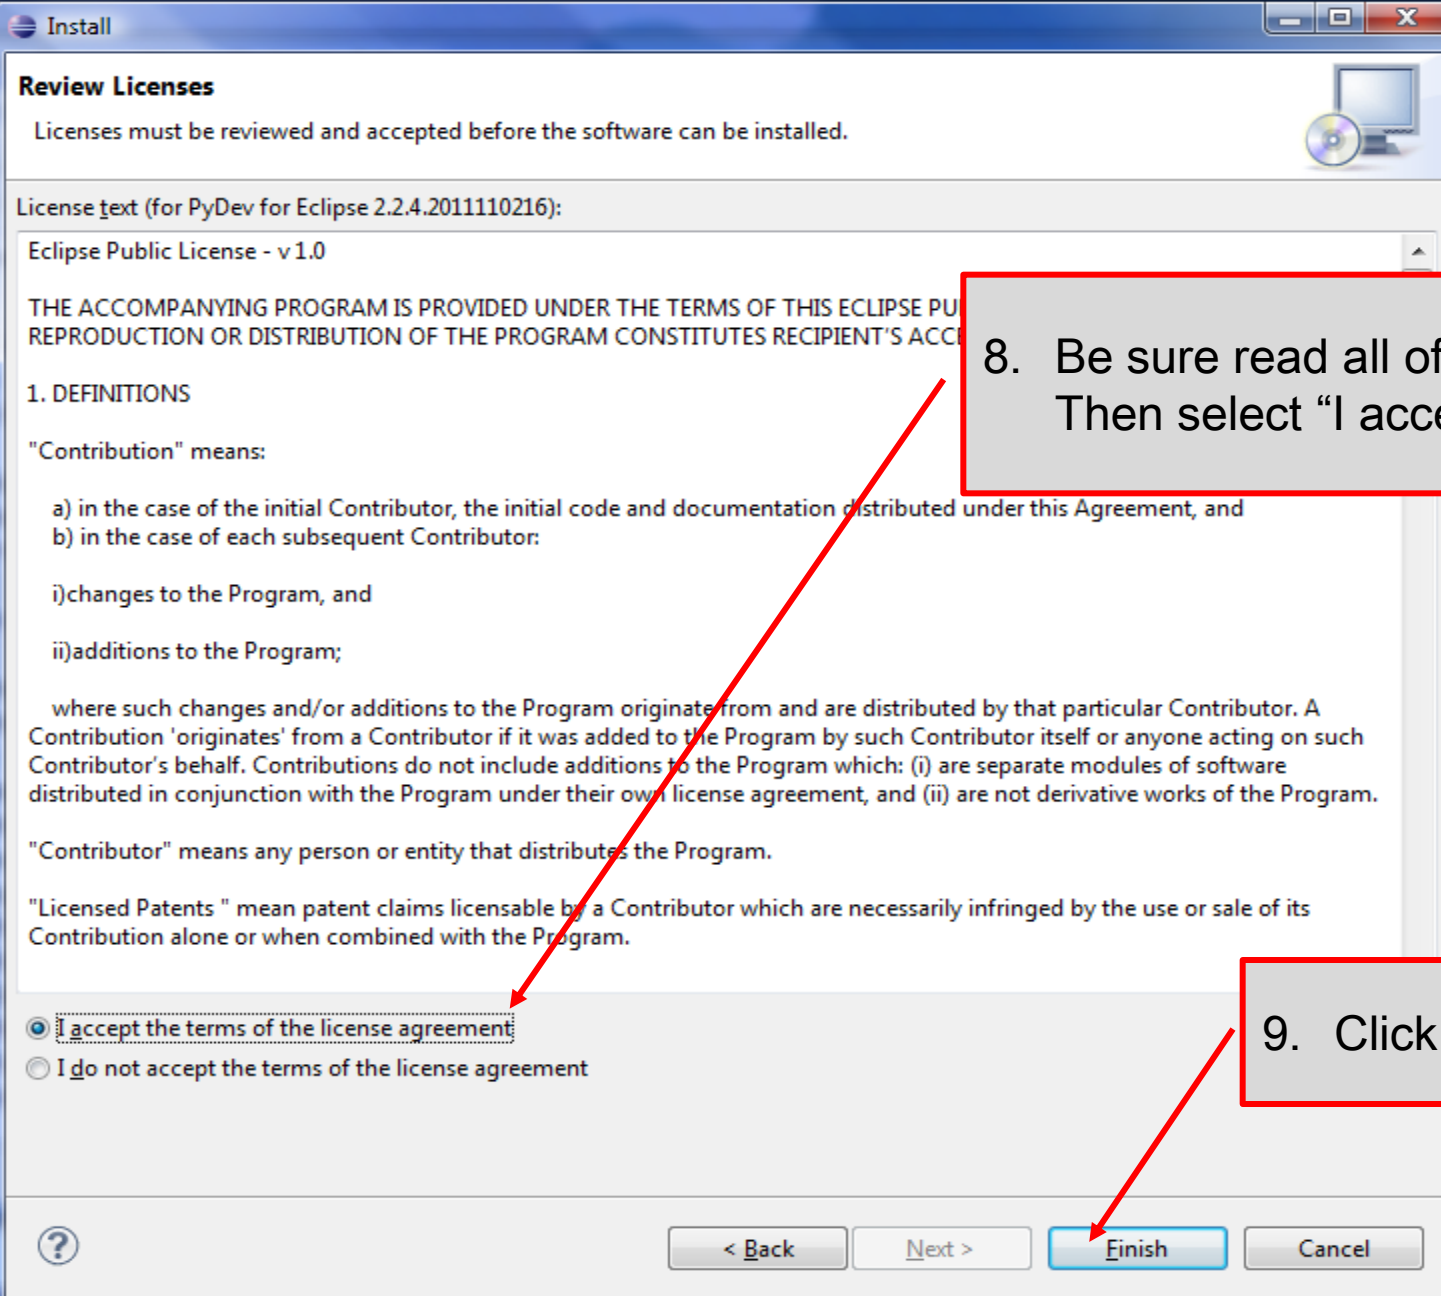 Install
Review Licenses
Licenses must be reviewed and accepted before the software can be installed.
License text (for PyDev for Eclipse 2.2.4.2011110216):
Eclipse Public License - v 1.0
THE ACCOMPANYING PROGRAM IS PROVIDED UNDER THE TERMS OF THIS ECLIPSE
REPRODUCTION OR DISTRIBUTION OF THE PROGRAM CONSTITUTES RECIPIENT'S
8. Be sure read all of
Then select “I
1. DEFINITIONS
"Contribution" means:
a) in the case of the initial Contributor, the initial code and documentation distributed under this Agreement, and
b) in the case of each subsequent Contributor:
i)changes to the Program, and
ii)additions to the Program;
where such changes and/or additions to the Program originate from and are distributed by that particular Contributor. A
Contribution 'originates' from a Contributor if it was added to the Program by such Contributor itself or anyone acting on such
Contributor's behalf. Contributions do not include additions to the Program which: (i) are separate modules of software
distributed in conjunction with the Program under their own license agreement, and (ii) are not derivative works of the Program.
"Contributor" means any person or entity that distributes the Program.
"Licensed Patents " mean patent claims licensable by a Contributor which are necessarily infringed by the use or sale of its
Contribution alone or when combined with the Program.
I accept the terms of the license agreement
I do not accept the terms of the license agreement
9. Click
< Back
Next >
Finish
Cancel